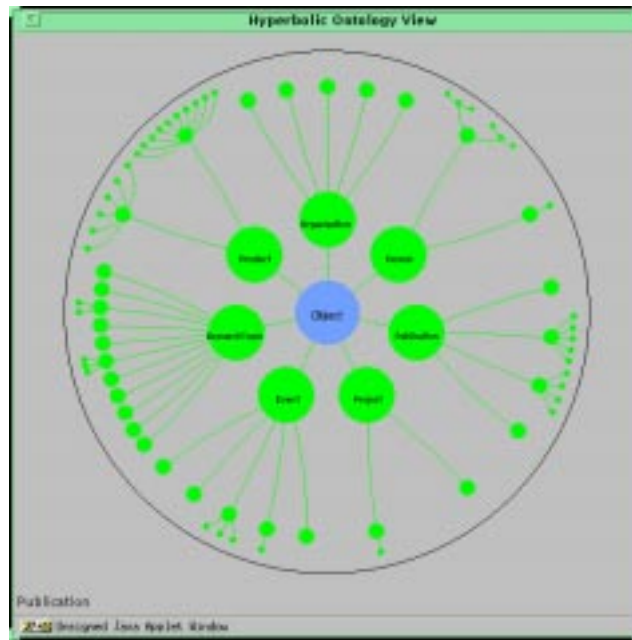 Hyperbolic Ontology View
Organization
Product
Person
Object
Publication
Event
Project
Publication
Unsigned Java Applet Window